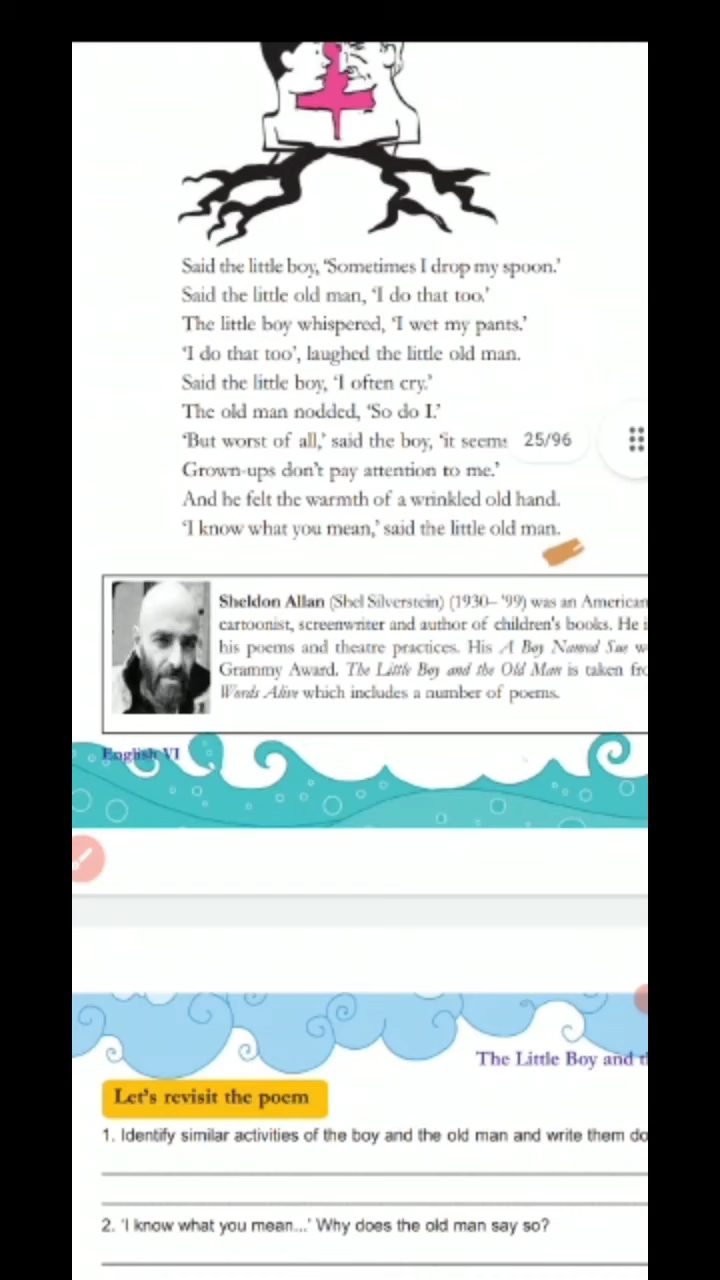 Said the little boy, ‘Sometimes I drop my spoon.’
Said the little old man, ‘I do that too.’
The little boy whispered, ‘I wet my pants.’
‘I do that too’, laughed the little old man.
Said the little boy, ‘I often cry.’
The old man nodded, ‘So do I.’
‘But worst of all,’ said the boy, ‘it seems
25/96
Grown-ups don’t pay attention to me.’
And he felt the warmth of a wrinkled old hand.
‘I know what you mean,’ said the little old man.
Sheldon Allan (Shel Silverstein) (1930– ’99) was an American
cartoonist, screenwriter and author of children's books. He
his poems and theatre practices. His A Boy Named Sue
Grammy Award. The Little Boy and the Old Man is taken
Words Alive which includes a number of poems.
English VI
The Little Boy and
Let’s revisit the poem
1. Identify similar activities of the boy and the old man and write them
2. ‘I know what you mean...’ Why does the old man say so?